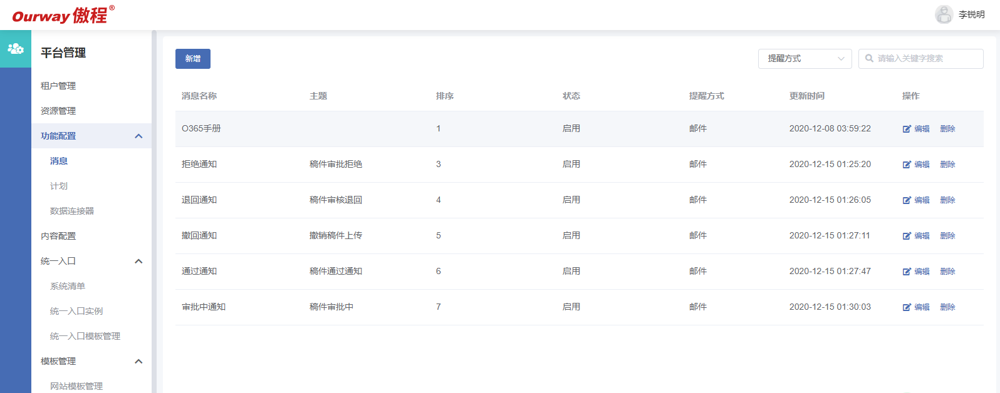 Ourway 傲程®
李锐明
平台管理
租户管理
资源管理
功能配置
消息
计划
数据连接器
内容配置
统一入口
系统清单
统一入口实例
统一入口模板管理
模板管理
网站模板管理
新增
提醒方式
请输入关键字搜索
消息名称 主题 排序 状态 提醒方式 更新时间 操作
O365手册 1 启用 邮件 2020-12-08 03:59:22 编辑 删除
拒绝通知 稿件审批拒绝 3 启用 邮件 2020-12-15 01:25:20 编辑 删除
退回通知 稿件审核退回 4 启用 邮件 2020-12-15 01:26:05 编辑 删除
撤回通知 撤销稿件上传 5 启用 邮件 2020-12-15 01:27:11 编辑 删除
通过通知 稿件通过通知 6 启用 邮件 2020-12-15 01:27:47 编辑 删除
审批中通知 稿件审批中 7 启用 邮件 2020-12-15 01:30:03 编辑 删除